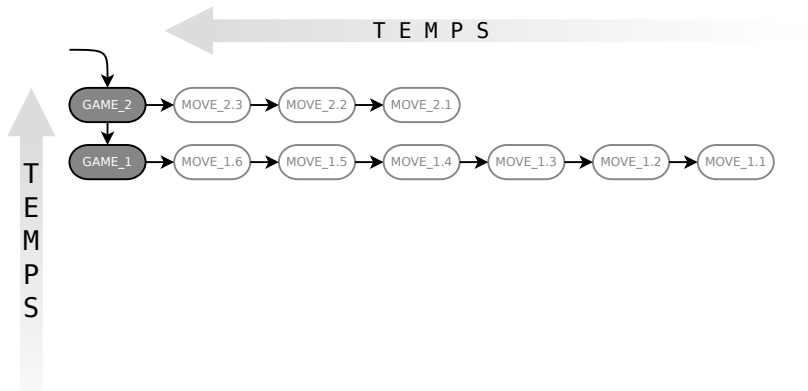 T E M P S
GAME_2 MOVE_2.3 MOVE_2.2 MOVE_2.1
GAME_1 MOVE_1.6 MOVE_1.5 MOVE_1.4 MOVE_1.3 MOVE_1.2 MOVE_1.1
T
E
M
P
S